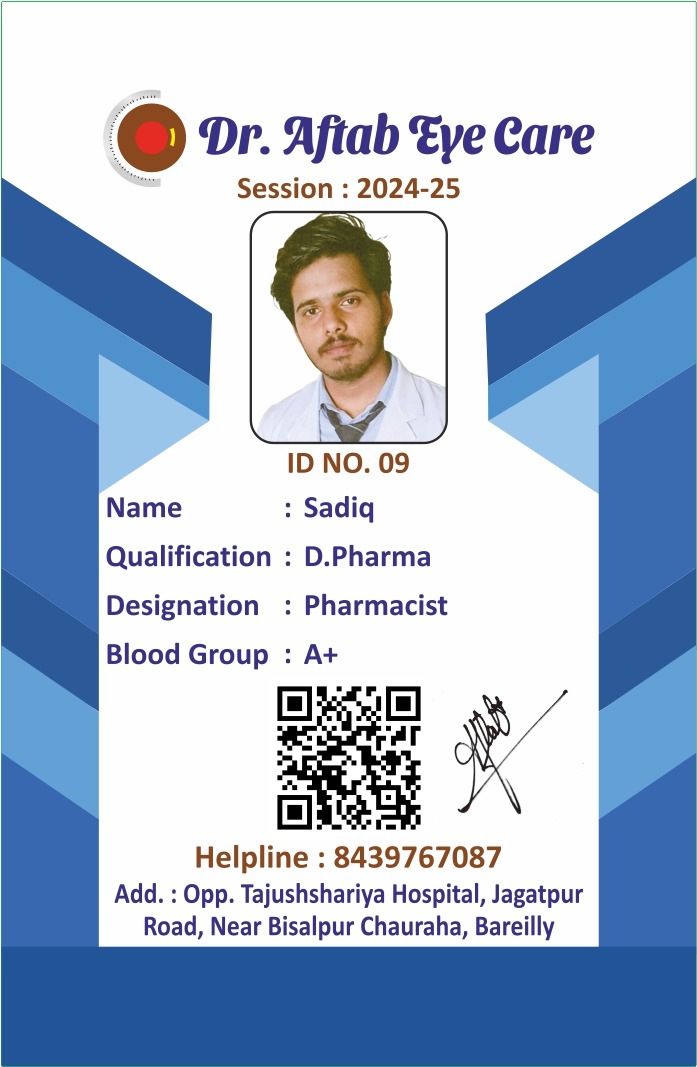 Dr. Aftab Eye Care
Session : 2024-25
ID NO. 09
Name : Sadiq
Qualification : D.Pharma
Designation : Pharmacist
Blood Group : A+
Helpline : 8439767087
Add. : Opp. Tajushshariya Hospital, Jagatpur
Road, Near Bisalpur Chauraha, Bareilly